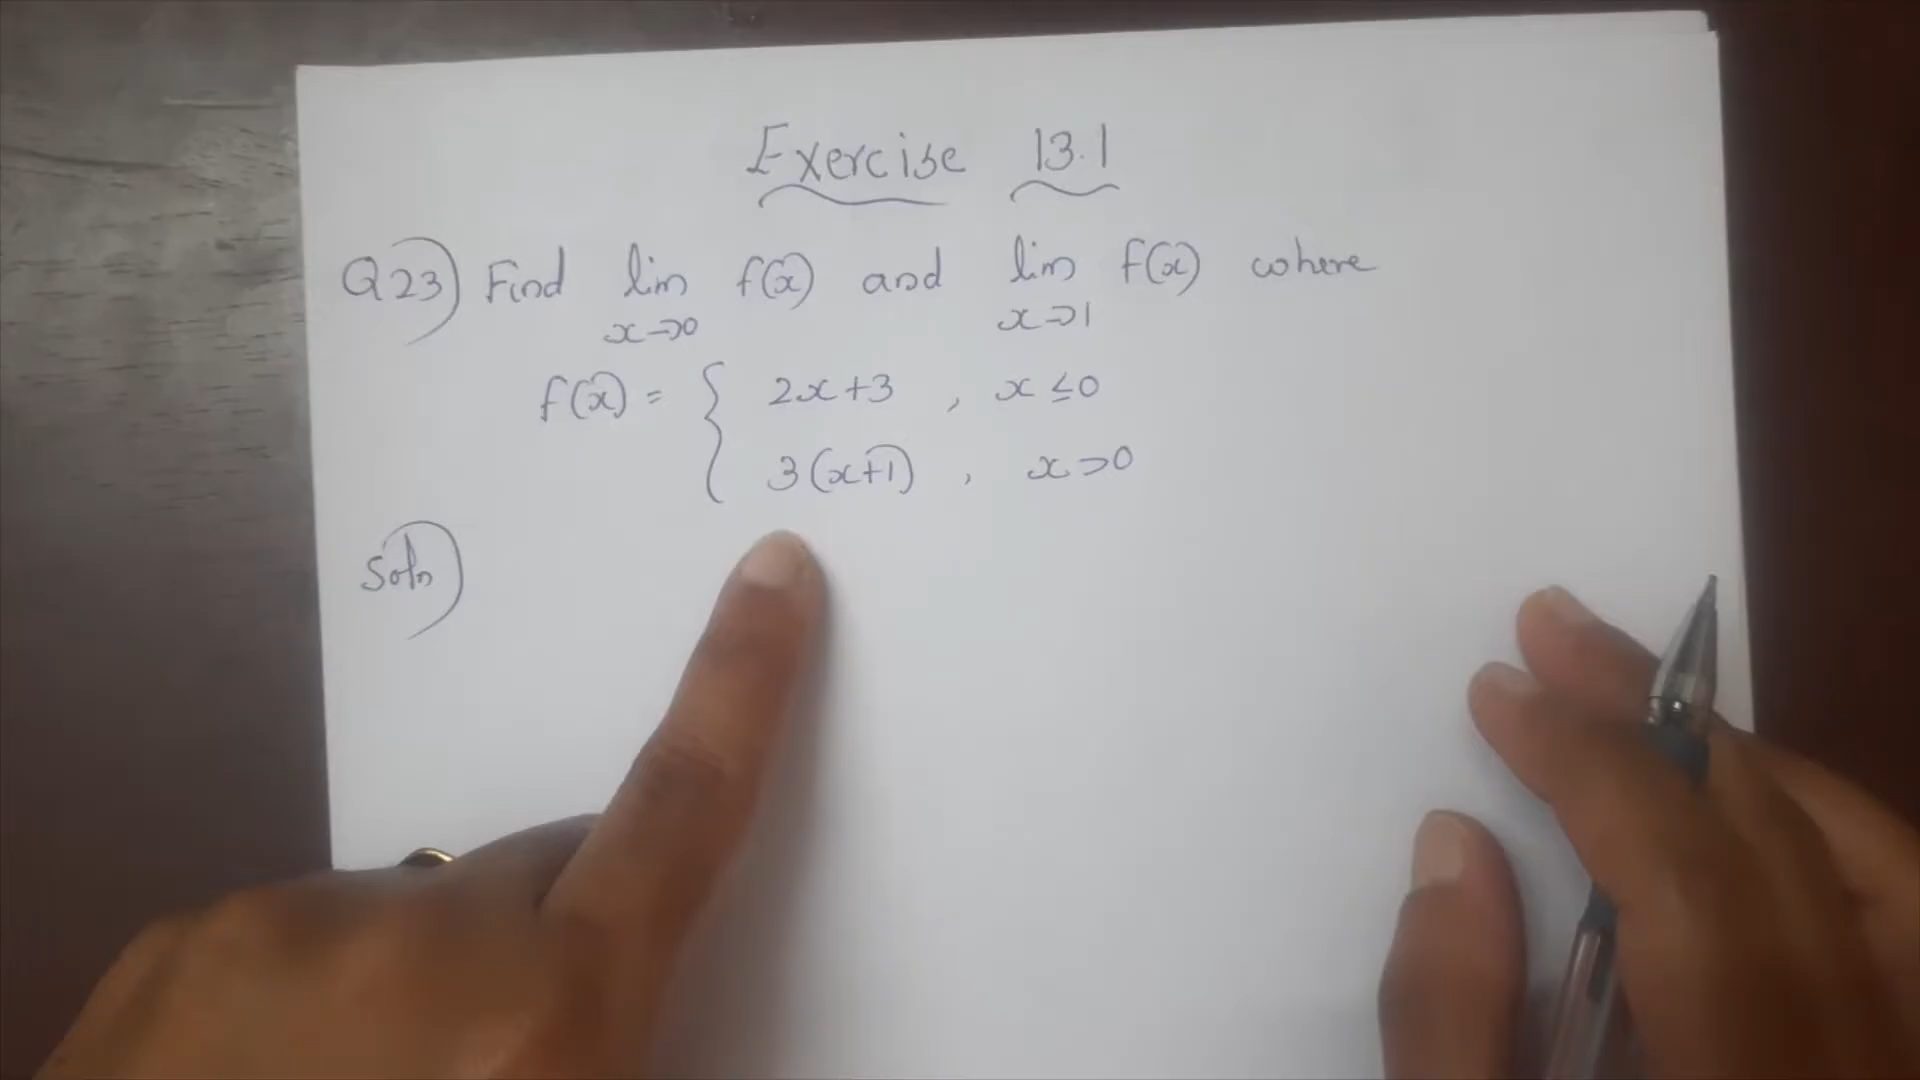 Exercise 13.1
Q23) Find lim f(x) and lim f(x) where
x→0 x→1
f(x) = { 2x+3 , x ≤0
3(x+1) , x>0
Soln)